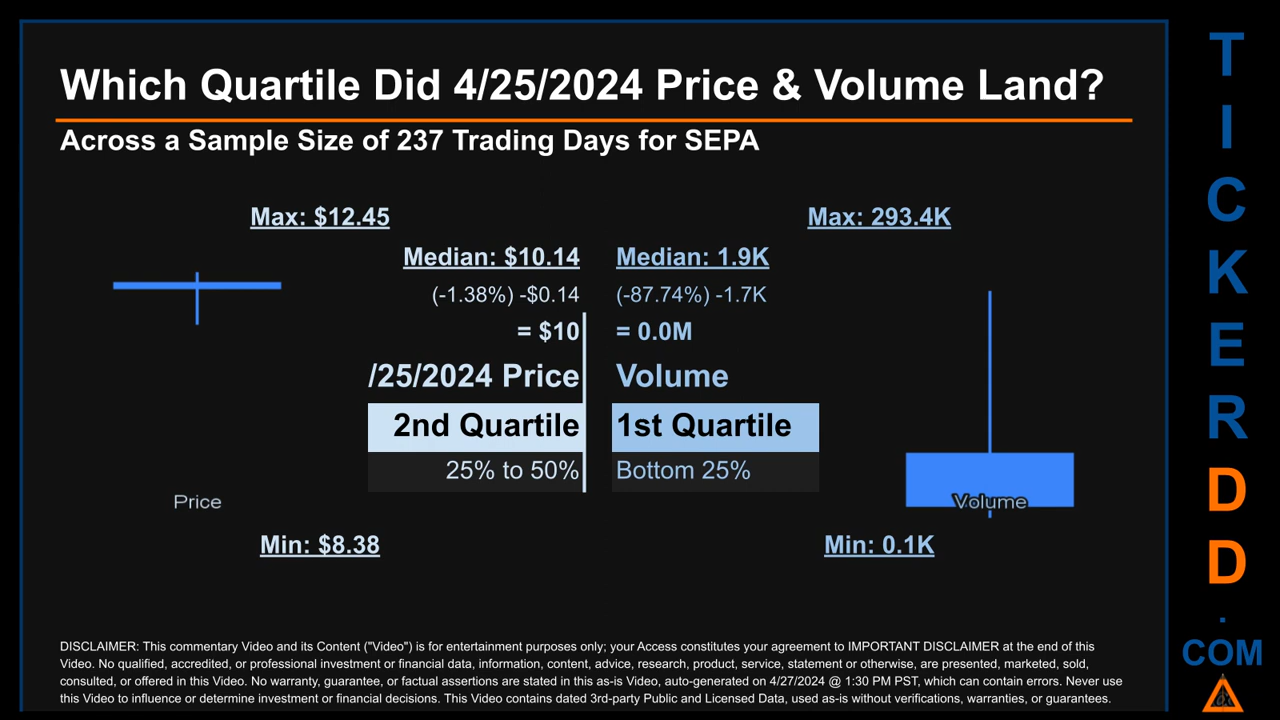 Which Quartile Did 4/25/2024 Price & Volume Land?
Across a Sample Size of 237 Trading Days for SEPA
Max: $12.45
Max: 293.4K
Median: $10.14
Median: 1.9K
(-1.38%) -$0.14
(-87.74%) -1.7K
= $10
= 0.0M
/25/2024 Price
Volume
2nd Quartile
1st Quartile
25% to 50%
Bottom 25%
Price
Volume
Min: $8.38
Min: 0.1K
DISCLAIMER: This commentary Video and its Content ("Video") is for entertainment purposes only; your Access constitutes your agreement to IMPORTANT DISCLAIMER at the end of this
Video. No qualified, accredited, or professional investment or financial data, information, content, advice, research, product, service, statement or otherwise, are presented, marketed, sold,
consulted, or offered in this Video. No warranty, guarantee, or factual assertions are stated in this as-is Video, auto-generated on 4/27/2024 @ 1:30 PM PST, which can contain errors. Never use
this Video to influence or determine investment or financial decisions. This Video contains dated 3rd-party Public and Licensed Data, used as-is without verifications, warranties, or guarantees.
T
I
C
K
E
R
D
D
.
COM